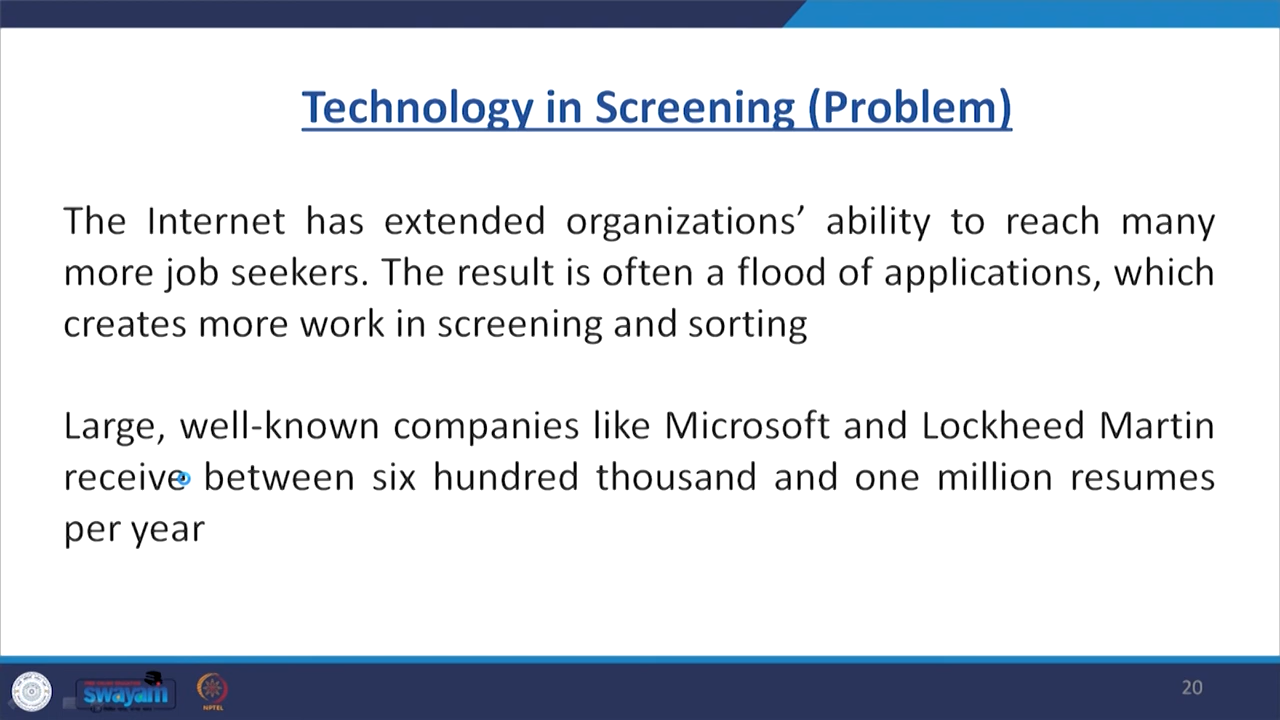 Technology in Screening (Problem)
The Internet has extended organizations’ ability to reach many
more job seekers. The result is often a flood of applications, which
creates more work in screening and sorting
Large, well-known companies like Microsoft and Lockheed Martin
receive between six hundred thousand and one million resumes
per year
swayam
NPTEL
20